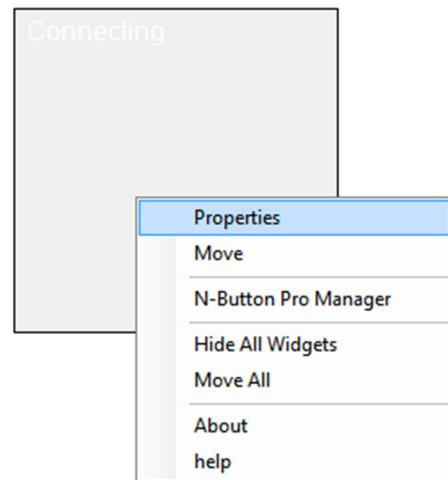 Connecting ...
Properties
Move
N-Button Pro Manager
Hide All Widgets
Move All
About
help